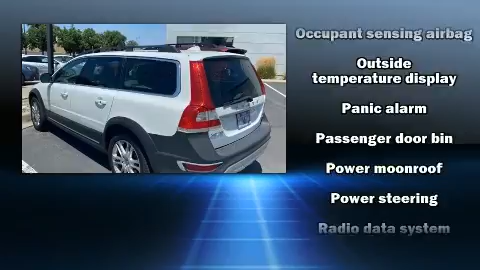 Occupant sensing airbag
Outside
temperature display
Panic alarm
Passenger door bin
Power moonroof
Power steering
Radio data system